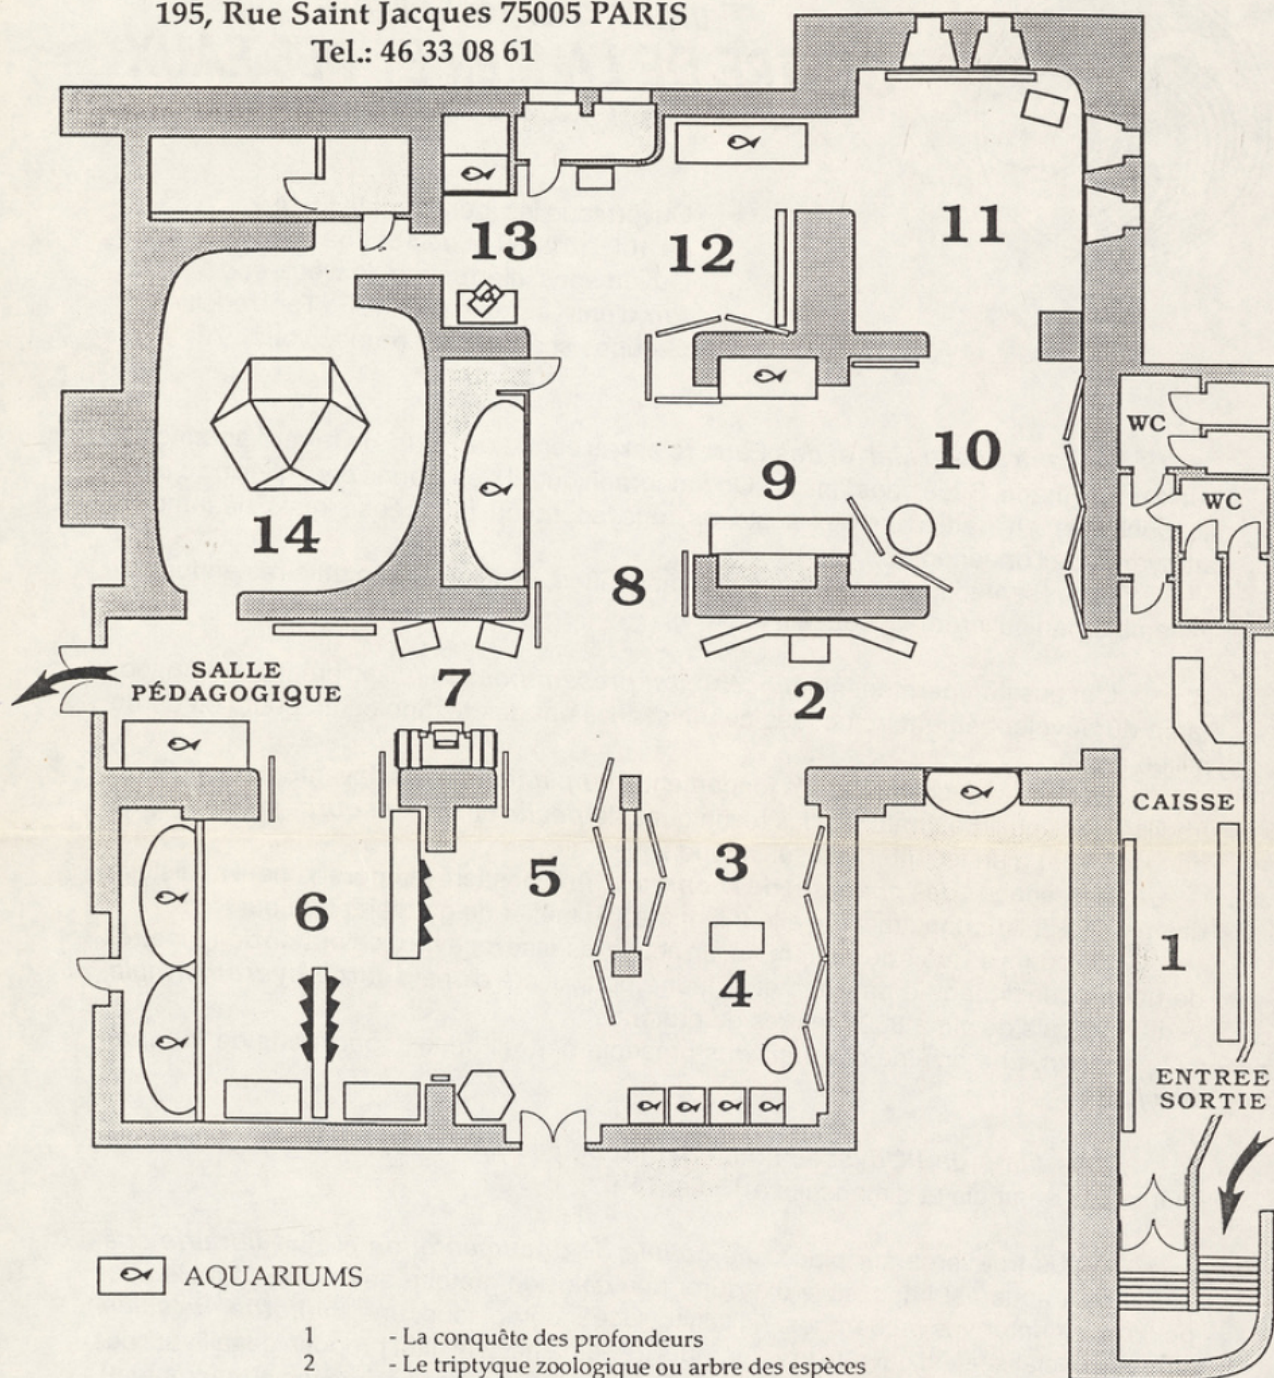 195, Rue Saint Jacques 75005 PARIS
Tel.: 46 33 08 61
11
13
12
WC
10
9
WC
14
8
SALLE
PÉDAGOGIQUE
7
2
CAISSE
3
5
6
1
4
ENTREE
SORTIE
AQUARIUMS
1 - La conquête des profondeurs
2 - Le triptyque zoologique ou arbre des espèces